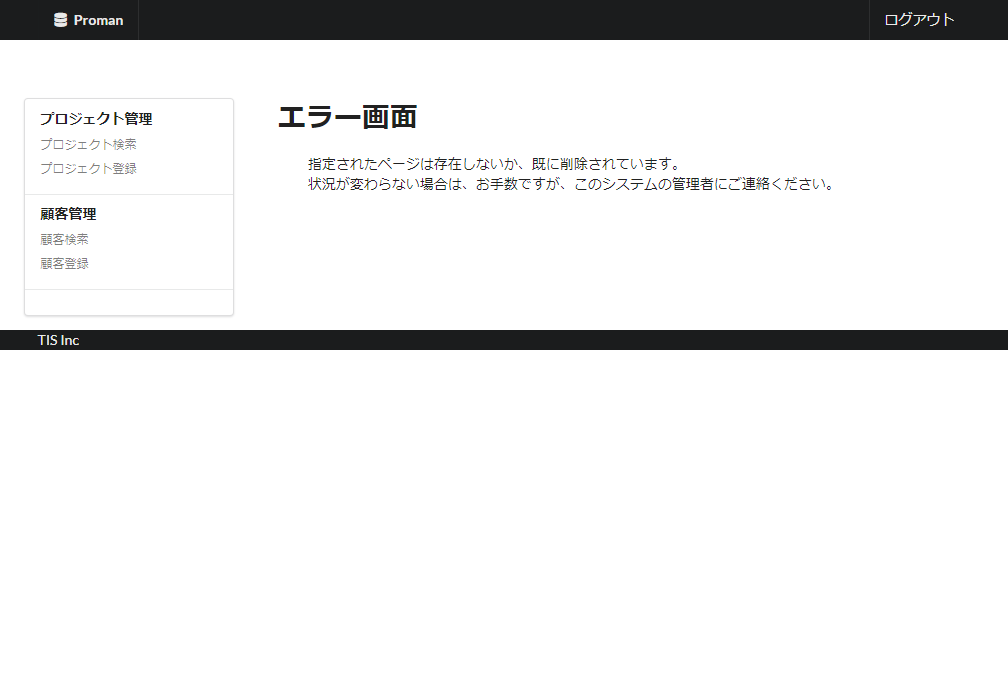 Proman
ログアウト
プロジェクト管理
プロジェクト検索
プロジェクト登録
顧客管理
顧客検索
顧客登録
エラー画面
指定されたページは存在しないか、既に削除されています。
状況が変わらない場合は、お手数ですが、このシステムの管理者にご連絡ください。
TIS Inc